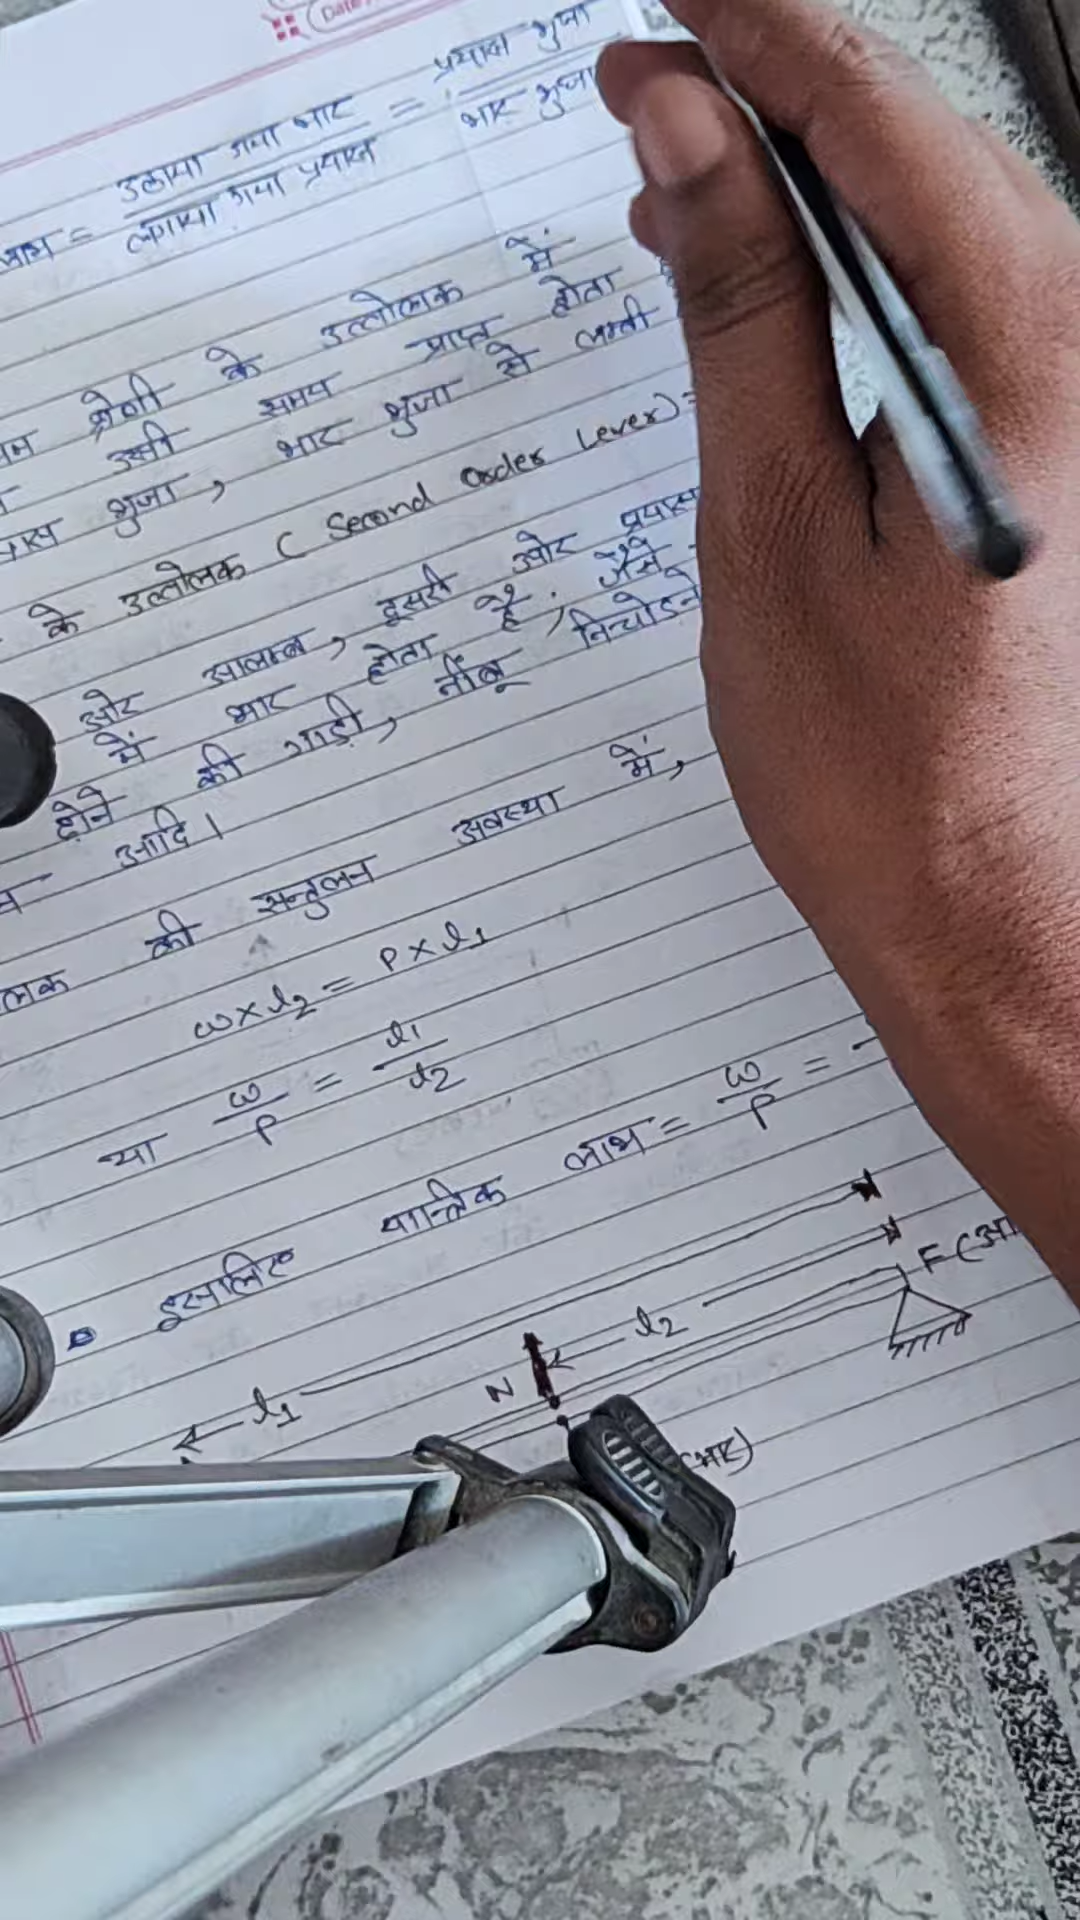 Date
लाभ = उठाया गया भार / लगाया गया प्रयास = प्रयास भुजा / भार भुजा
श्रेणी के उत्तोलक में
उसी समय प्राप्त होता
भुजा, भार भुजा से लम्बी
के उत्तोलक ( Second Order Lever) =
ओर आलम्ब, दूसरी ओर प्रयास
में भार होता है, जैसे
ढोने की गाड़ी, नींबू निचोड़ने
आदि।
की सन्तुलन अवस्था में,
w x l2 = P x l1
या w/P = l1/l2
इसलिए यान्त्रिक लाभ = w/P =
F (आ
l2
N
l1
(भार)